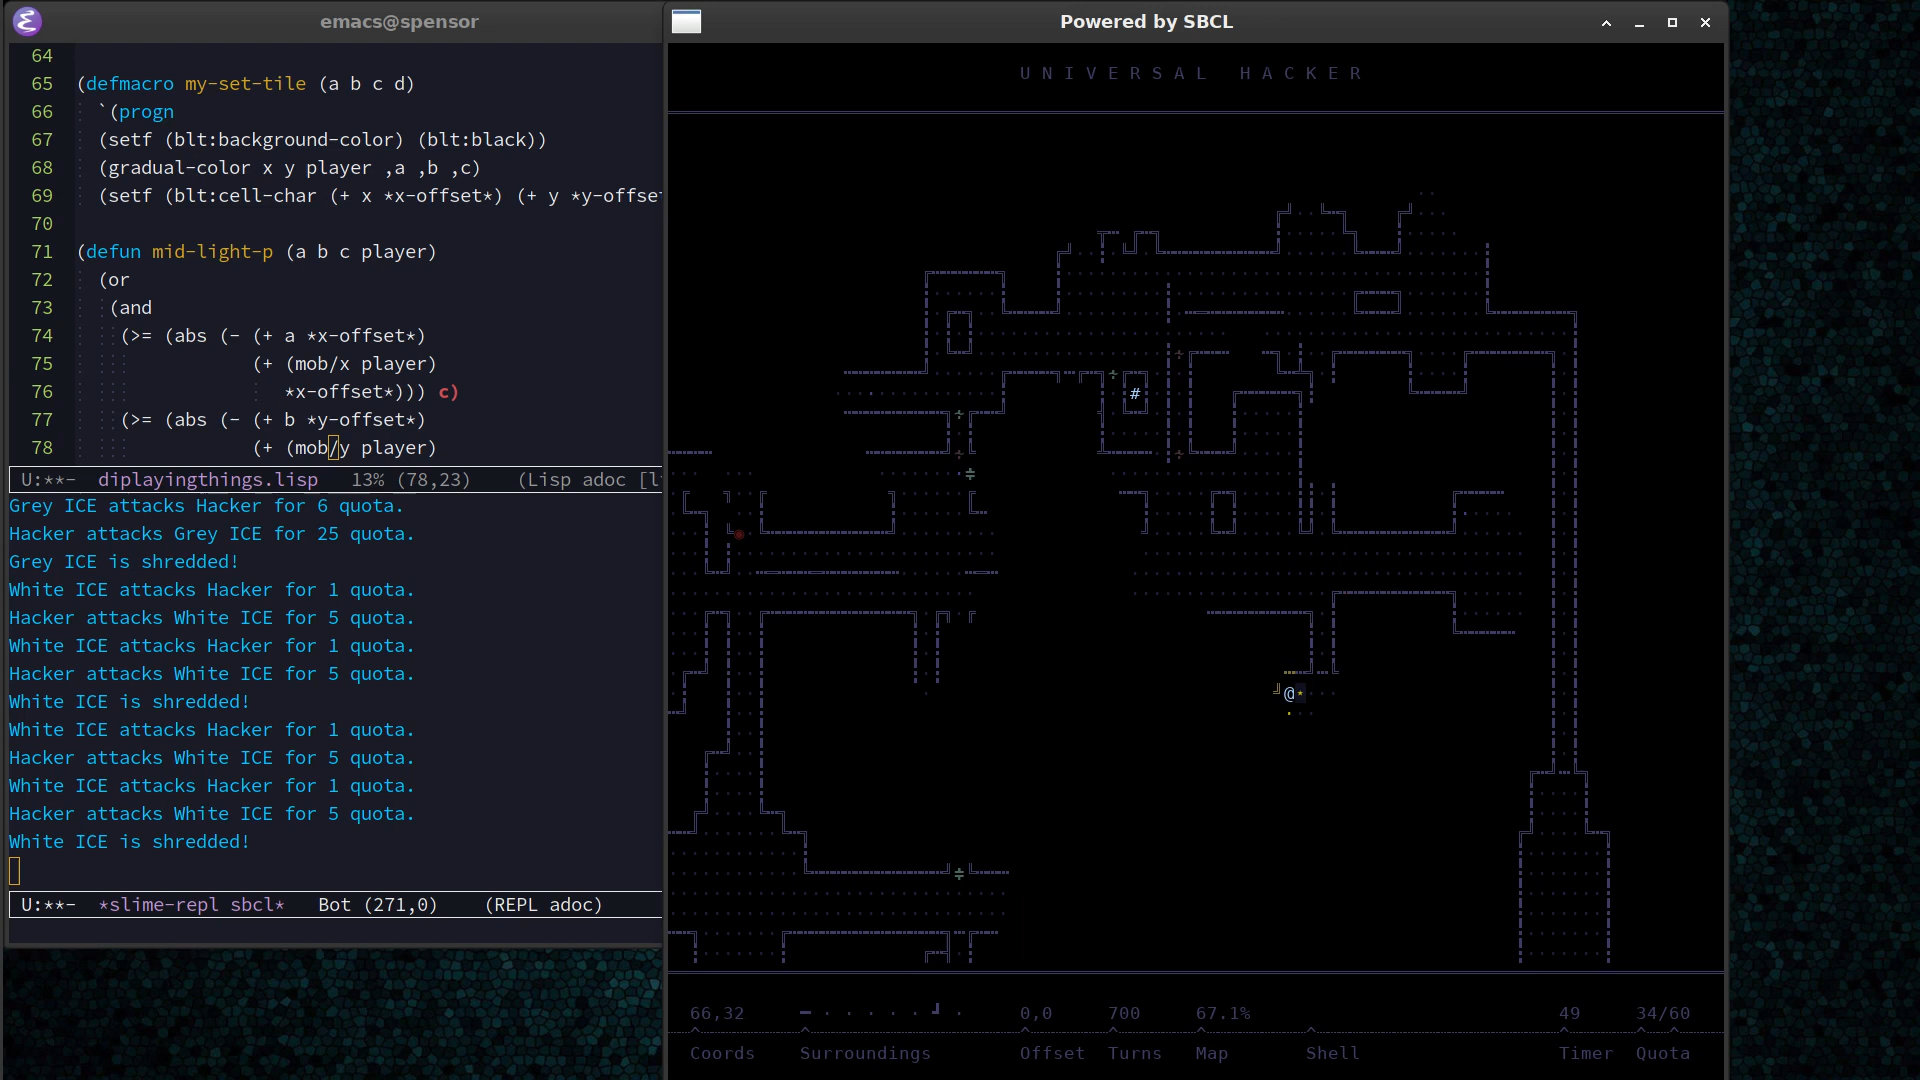 emacs@spensor
64
65 (defmacro my-set-tile (a b c d)
66 `(progn
67 (setf (blt:background-color) (blt:black))
68 (gradual-color x y player ,a ,b ,c)
69 (setf (blt:cell-char (+ x *x-offset*) (+ y *y-offse
70
71 (defun mid-light-p (a b c player)
72 (or
73 (and
74 (>= (abs (- (+ a *x-offset*)
75 (+ (mob/x player)
76 *x-offset*))) c)
77 (>= (abs (- (+ b *y-offset*)
78 (+ (mob/y player)
U:**- diplayingthings.lisp 13% (78,23) (Lisp adoc [l
Grey ICE attacks Hacker for 6 quota.
Hacker attacks Grey ICE for 25 quota.
Grey ICE is shredded!
White ICE attacks Hacker for 1 quota.
Hacker attacks White ICE for 5 quota.
White ICE attacks Hacker for 1 quota.
Hacker attacks White ICE for 5 quota.
White ICE is shredded!
White ICE attacks Hacker for 1 quota.
Hacker attacks White ICE for 5 quota.
White ICE attacks Hacker for 1 quota.
Hacker attacks White ICE for 5 quota.
White ICE is shredded!
U:**- *slime-repl sbcl* Bot (271,0) (REPL adoc)
Powered by SBCL
UNIVERSAL HACKER
#
@
66,32 0,0 700 67.1% 49 34/60
Coords Surroundings Offset Turns Map Shell Timer Quota